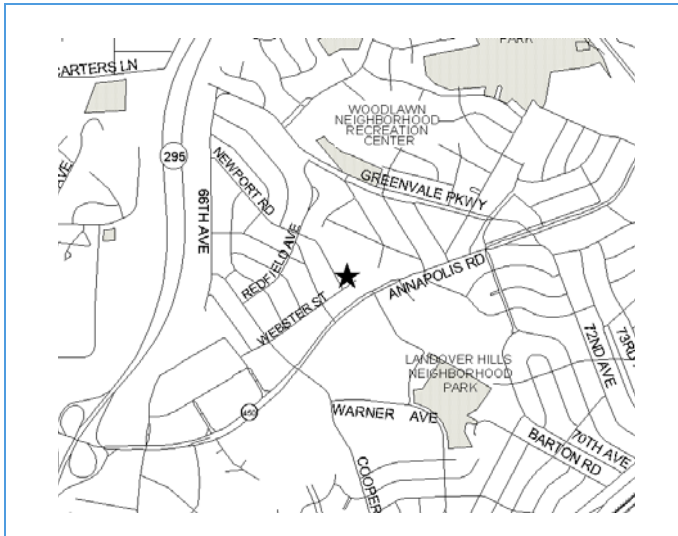 PARK
CARTERS LN
WOODLAWN
NEIGHBORHOOD
RECREATION
CENTER
295
NEWPORT RD
GREENVALE PKWY
66TH AVE
REDFIELD AVE
ANNAPOLIS RD
WEBSTER ST
72ND AVE
73RD
LANDOVER HILLS
NEIGHBORHOOD
PARK
450
WARNER AVE
70TH AVE
BARTON RD
COOPER
AVE